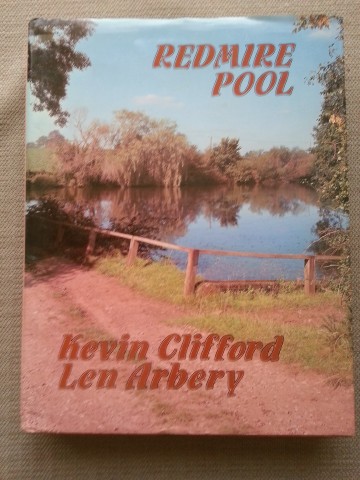 REDMIRE
POOL
Kevin Clifford
Len Arbery